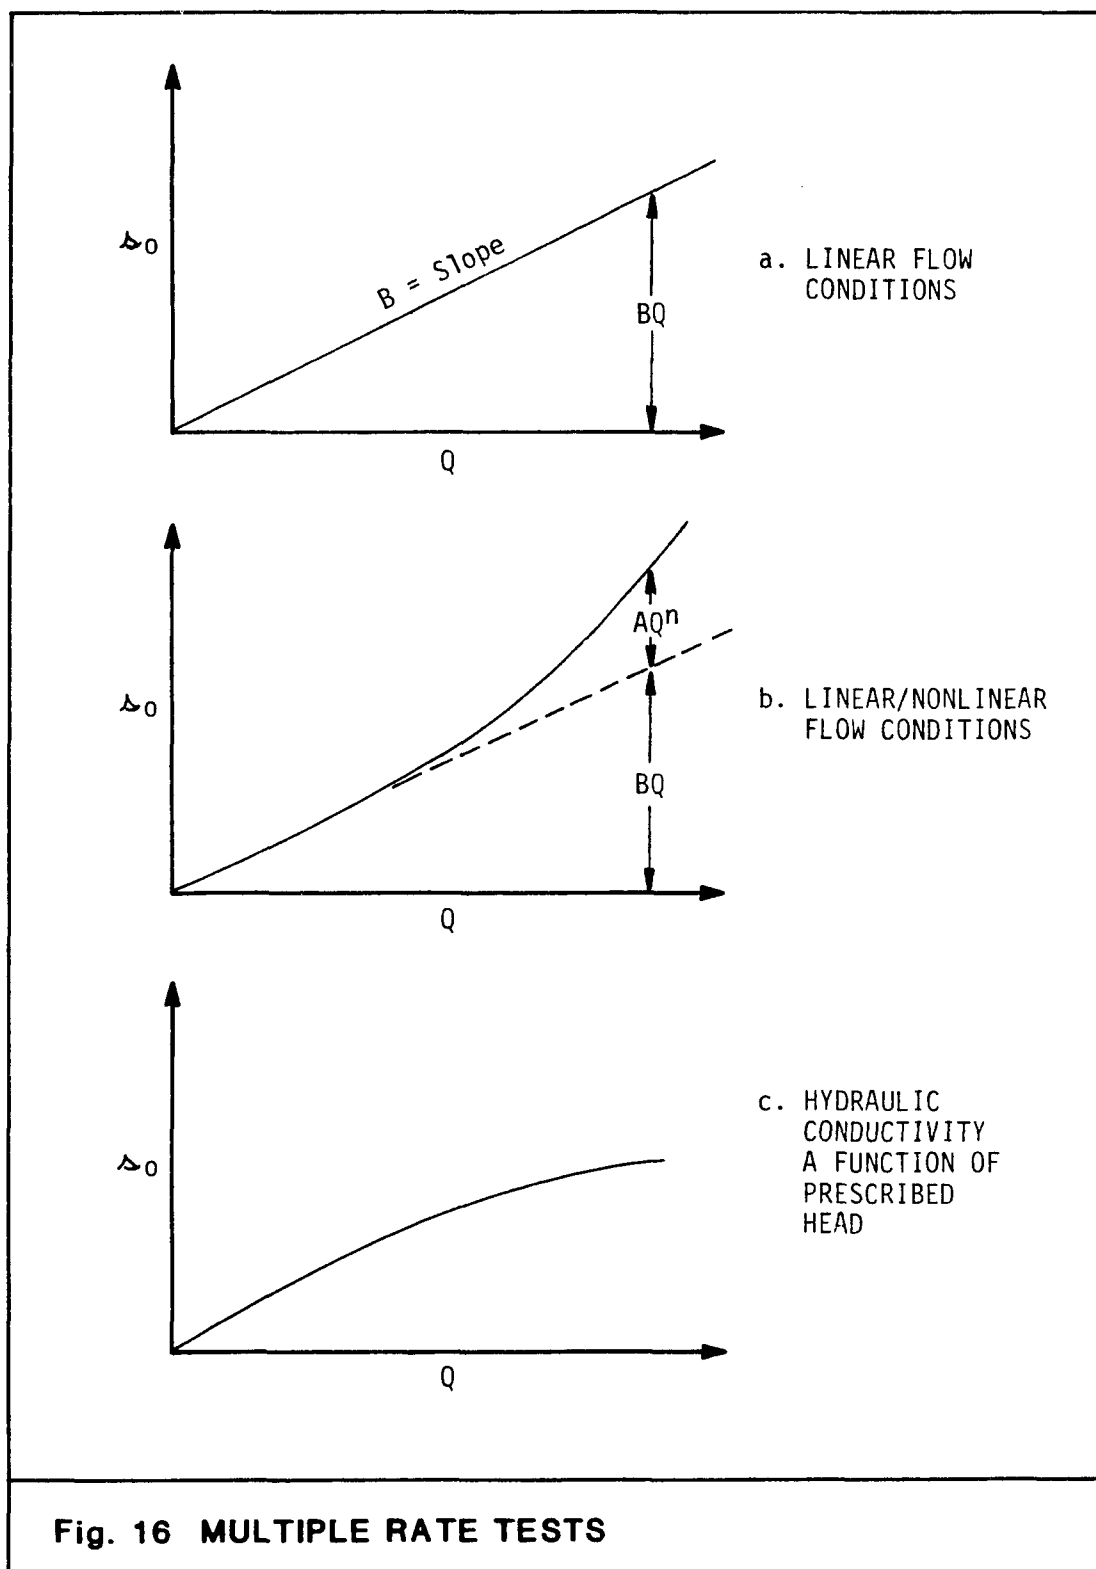 s0
B = Slope
BQ
Q
a. LINEAR FLOW
CONDITIONS
s0
AQn
BQ
Q
b. LINEAR/NONLINEAR
FLOW CONDITIONS
s0
Q
c. HYDRAULIC
CONDUCTIVITY
A FUNCTION OF
PRESCRIBED
HEAD
Fig. 16 MULTIPLE RATE TESTS